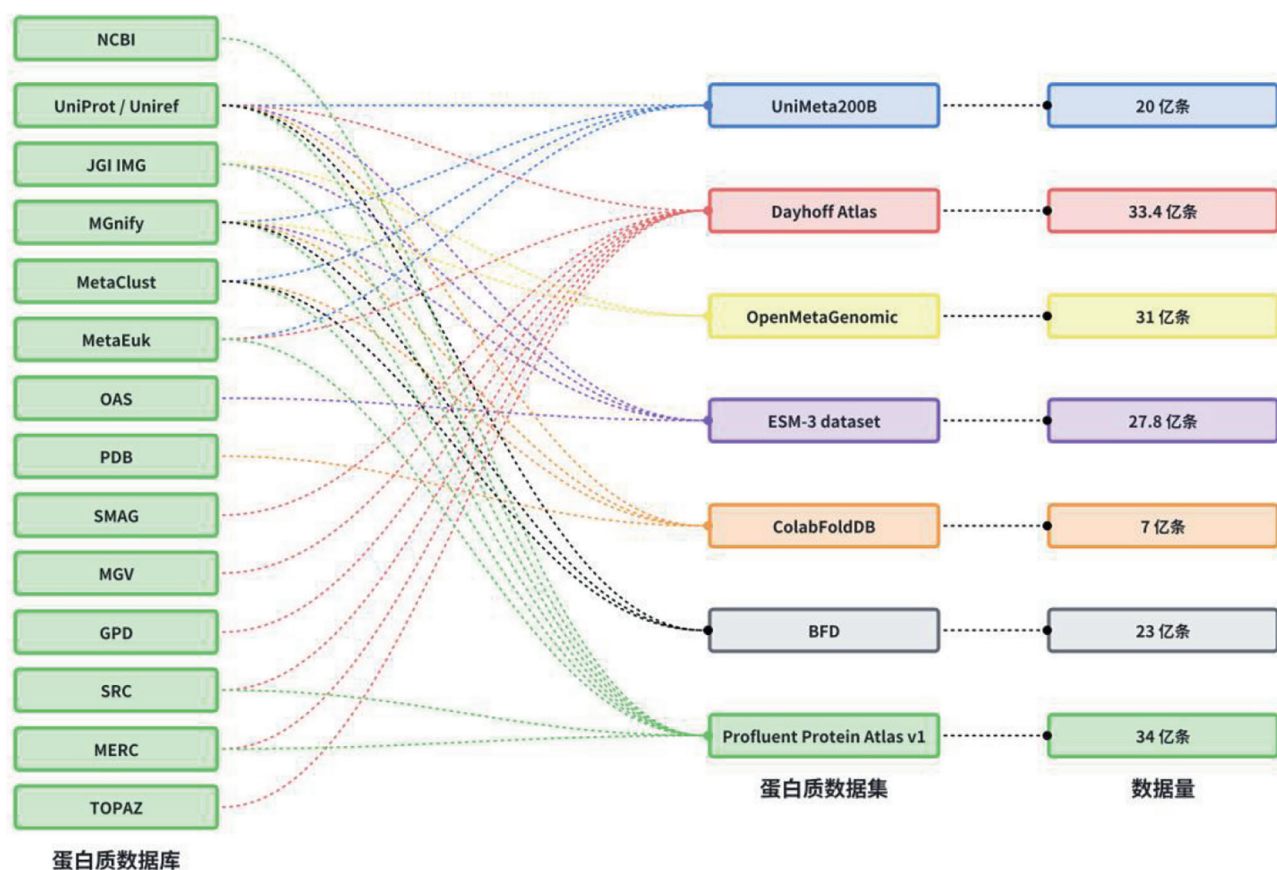 NCBI
UniProt / Uniref
JGI IMG
MGnify
MetaClust
MetaEuk
OAS
PDB
SMAG
MGV
GPD
SRC
MERC
TOPAZ
蛋白质数据库
UniMeta200B
Dayhoff Atlas
OpenMetaGenomic
ESM-3 dataset
ColabFoldDB
BFD
Profluent Protein Atlas v1
蛋白质数据集
20 亿条
33.4 亿条
31 亿条
27.8 亿条
7 亿条
23 亿条
34 亿条
数据量